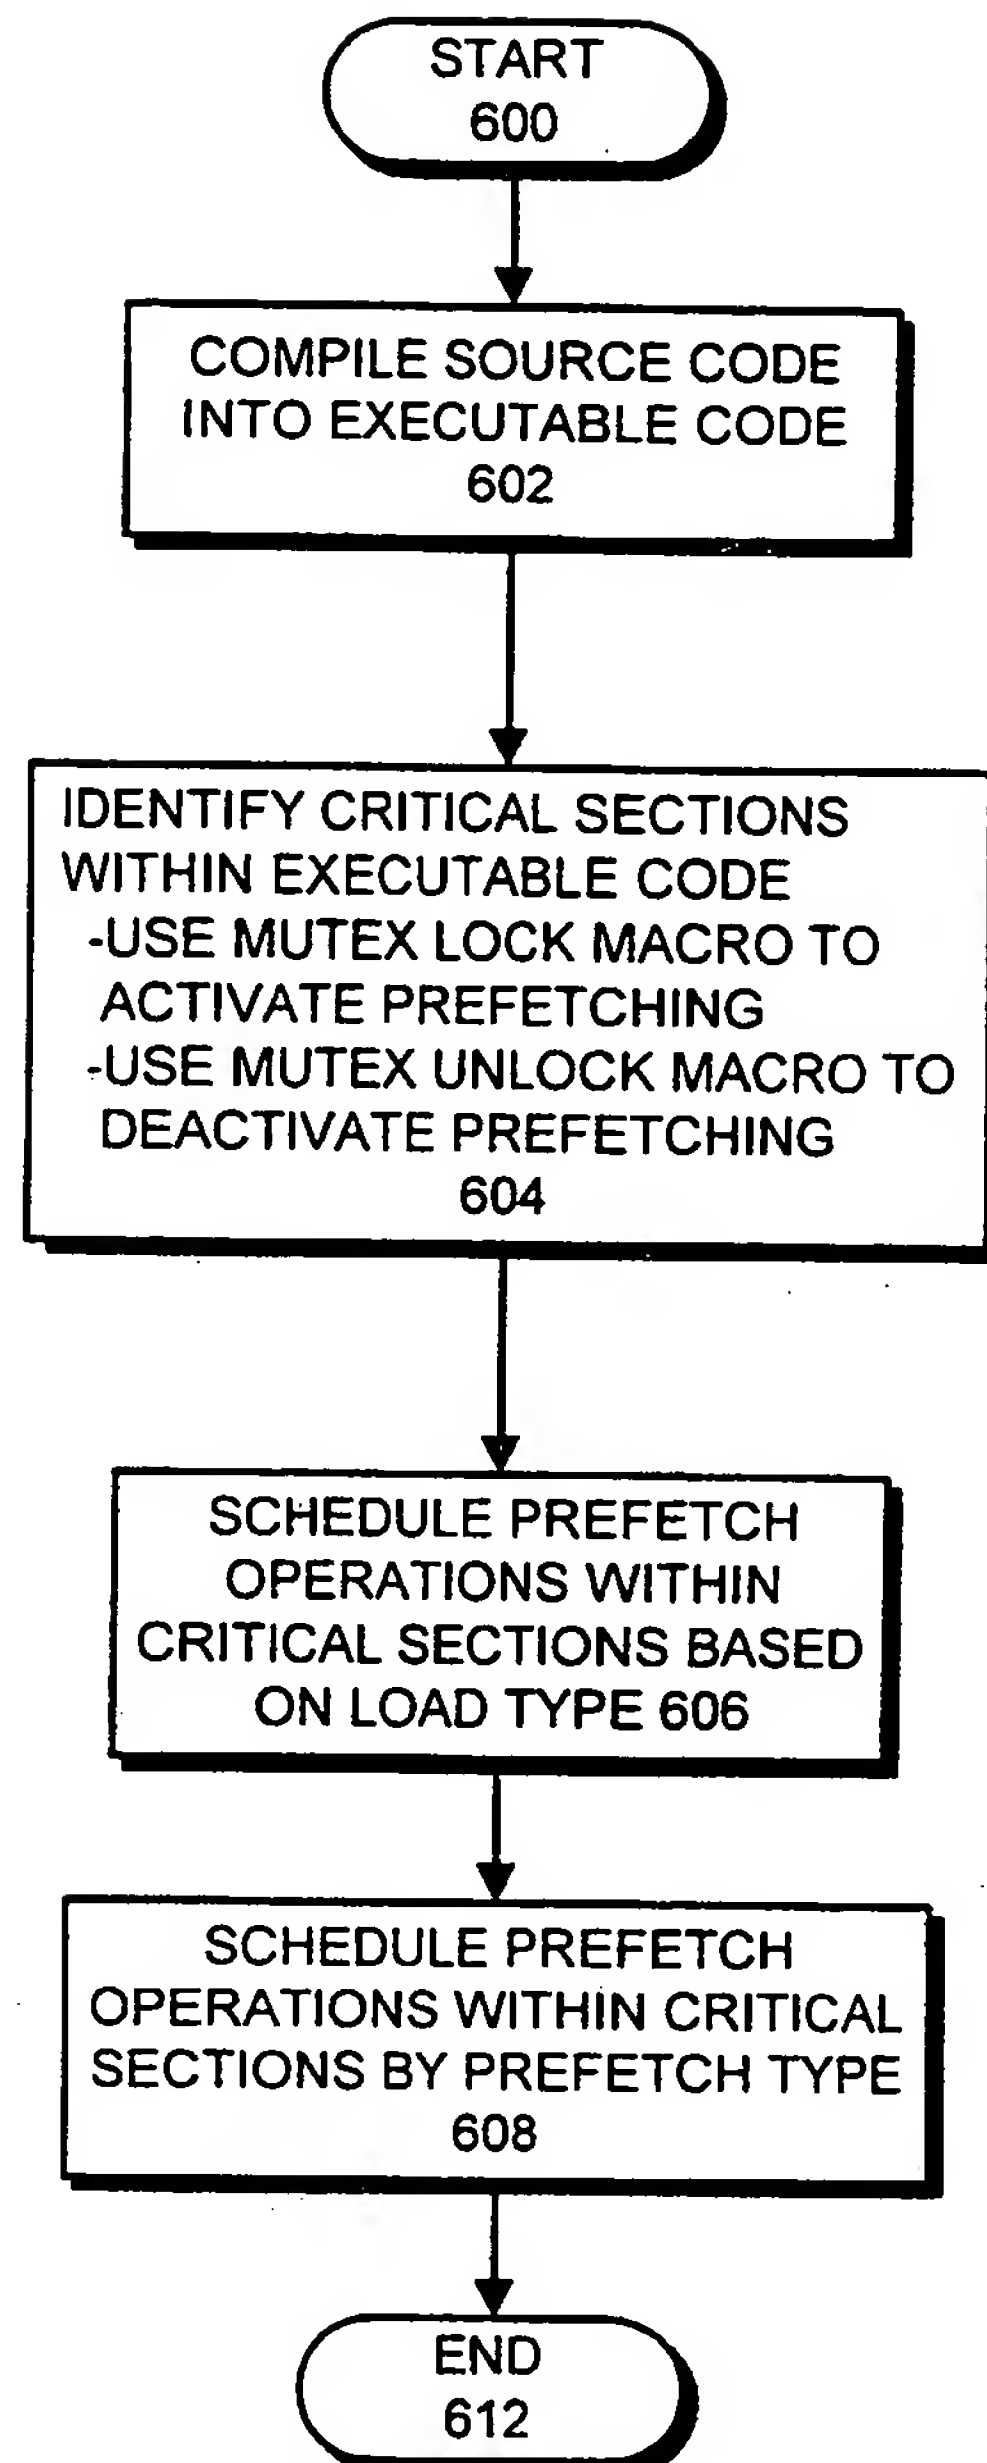 START
600
COMPILE SOURCE CODE
INTO EXECUTABLE CODE
602
IDENTIFY CRITICAL SECTIONS
WITHIN EXECUTABLE CODE
-USE MUTEX LOCK MACRO TO
ACTIVATE PREFETCHING
-USE MUTEX UNLOCK MACRO TO
DEACTIVATE PREFETCHING
604
SCHEDULE PREFETCH
OPERATIONS WITHIN
CRITICAL SECTIONS BASED
ON LOAD TYPE 606
SCHEDULE PREFETCH
OPERATIONS WITHIN CRITICAL
SECTIONS BY PREFETCH TYPE
608
END
612